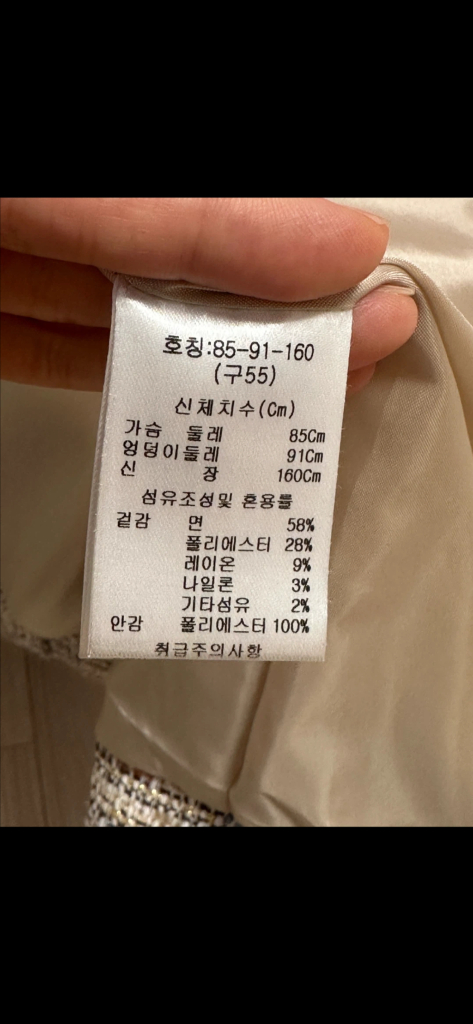 호칭:85-91-160
(구55)
신체치수(Cm)
가슴 둘레 85Cm
엉덩이둘레 91Cm
신 장 160Cm
섬유조성및 혼용률
겉감 면 58%
폴리에스터 28%
레이온 9%
나일론 3%
기타섬유 2%
안감 폴리에스터 100%
취급주의사항